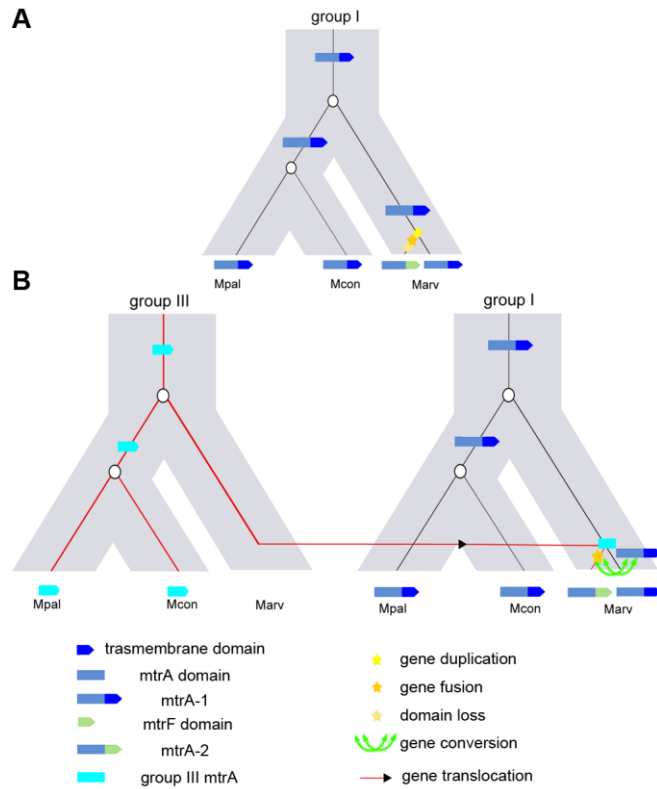 A
group I
Mpal
Mcon
Marv
B
group III
group I
Mpal
Mcon
Marv
Mpal
Mcon
Marv
trasmembrane domain
mtrA domain
mtrA-1
mtrF domain
mtrA-2
group III mtrA
gene duplication
gene fusion
domain loss
gene conversion
gene translocation